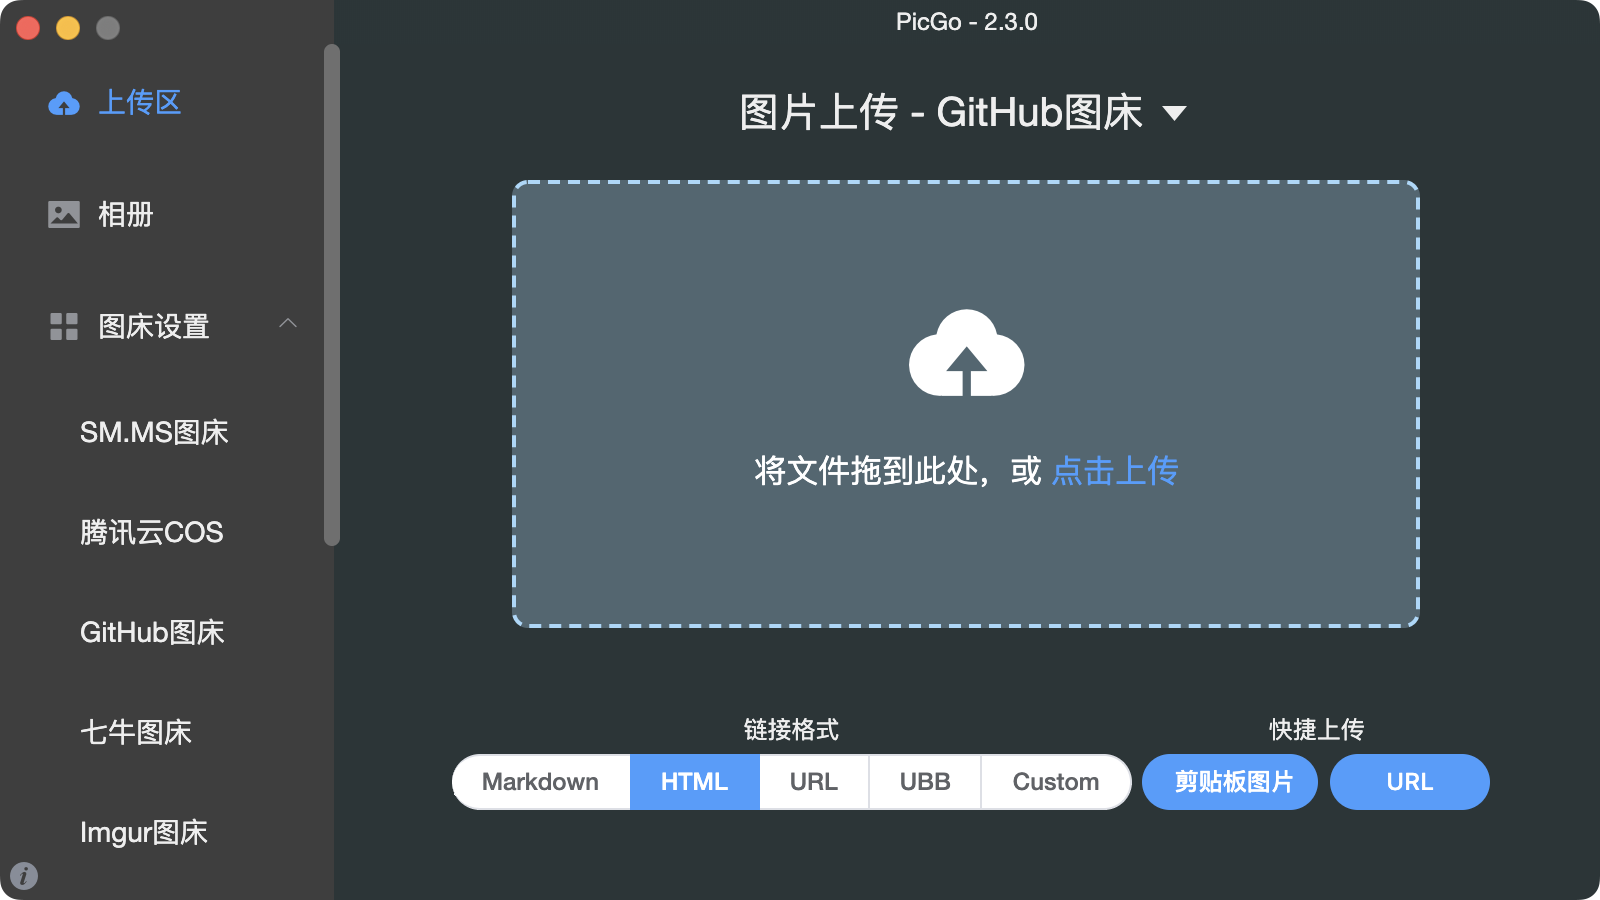 PicGo - 2.3.0
上传区
相册
图床设置
SM.MS图床
腾讯云COS
GitHub图床
七牛图床
Imgur图床
图片上传 - GitHub图床
将文件拖到此处，或 点击上传
链接格式
Markdown HTML URL UBB Custom
快捷上传
剪贴板图片 URL